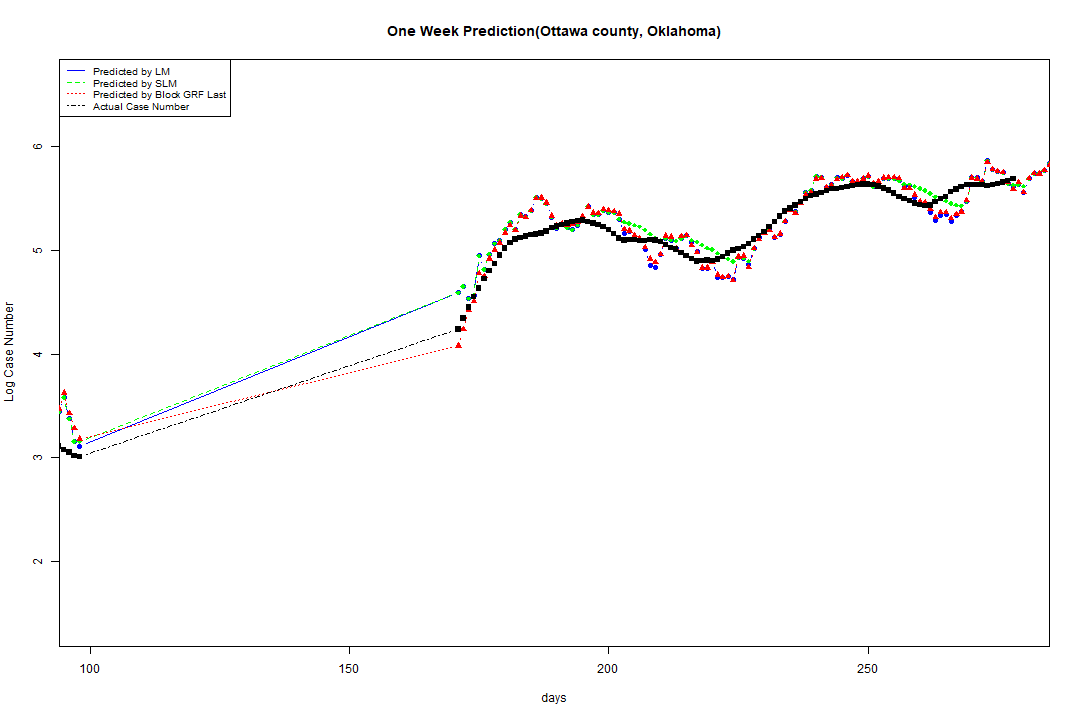 One Week Prediction(Ottawa county, Oklahoma)
Predicted by LM
Predicted by SLM
Predicted by Block GRF Last
Actual Case Number
6
5
4
3
2
Log Case Number
100
150
200
250
days